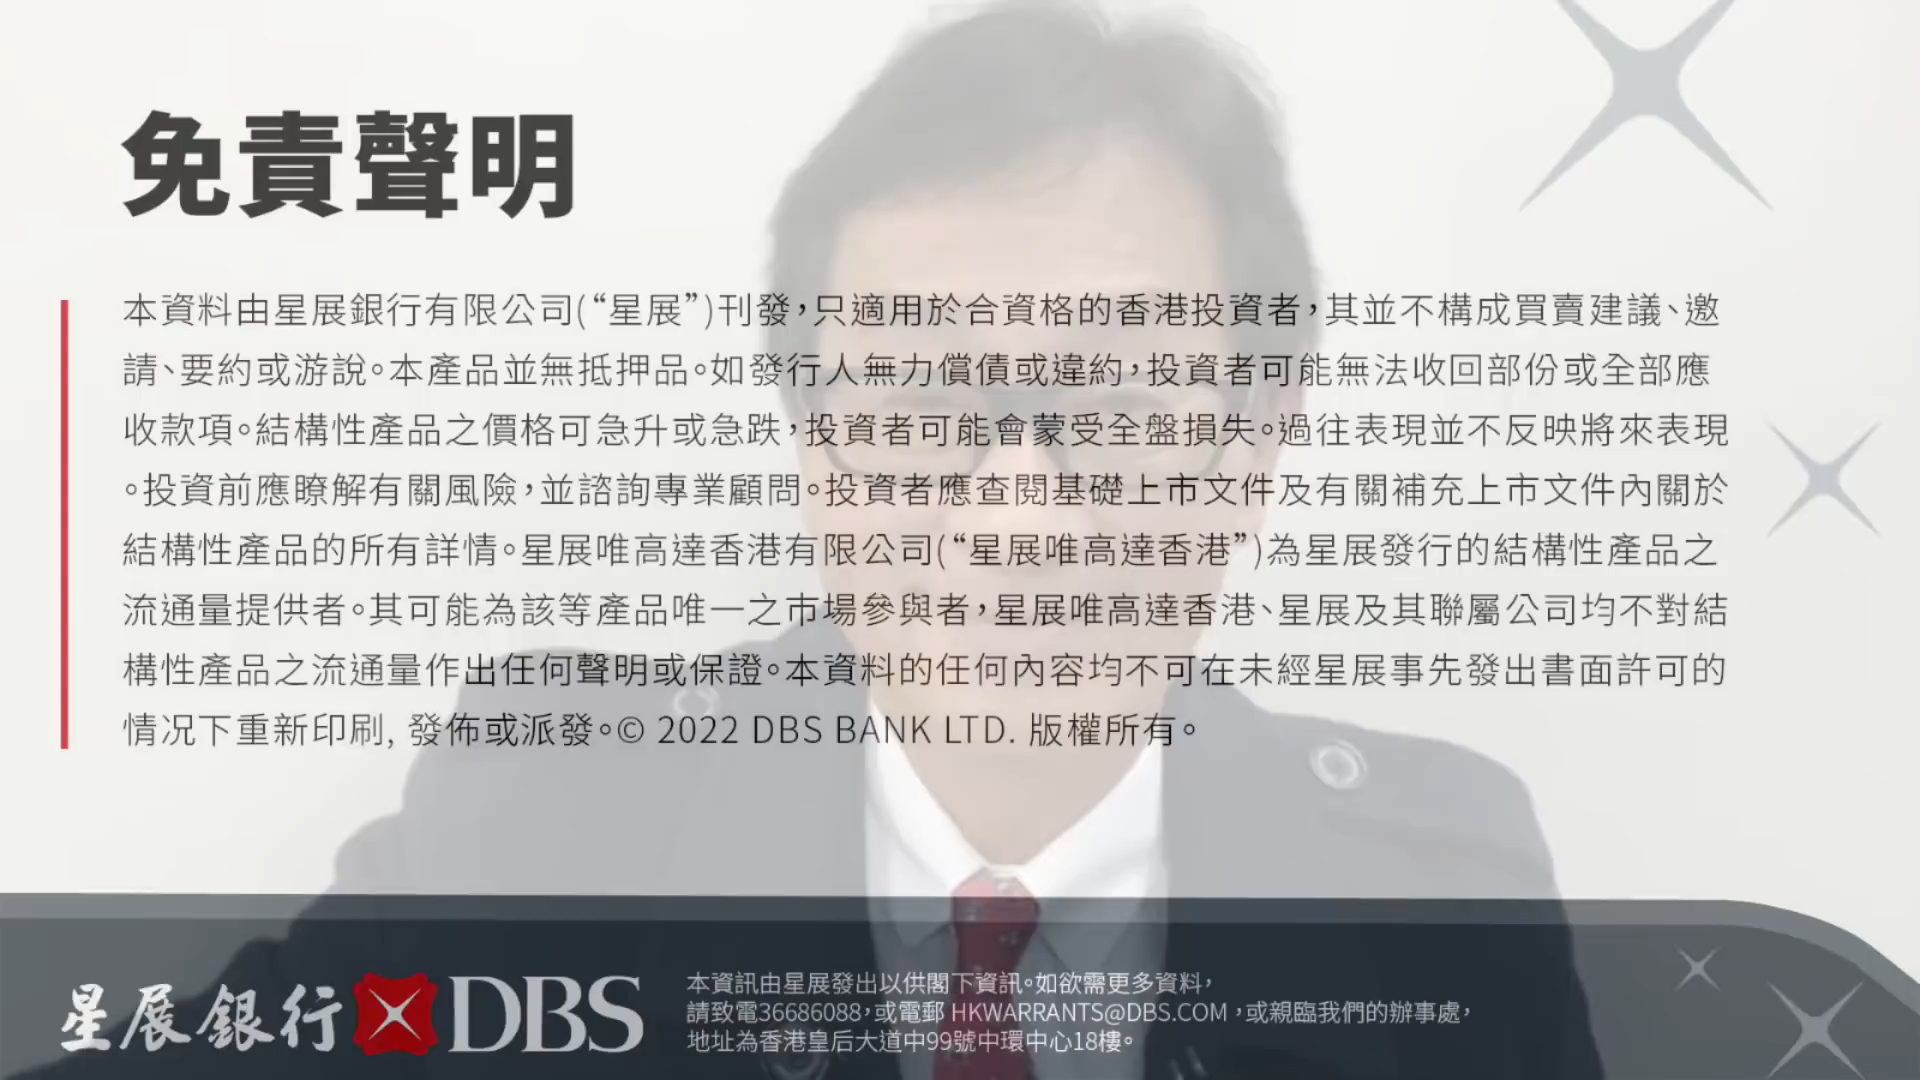 免責聲明
本資料由星展銀行有限公司(“星展”)刊發，只適用於合資格的香港投資者，其並不構成買賣建議、邀
請、要約或游說。本產品並無抵押品。如發行人無力償債或違約，投資者可能無法收回部份或全部應
收款項。結構性產品之價格可急升或急跌，投資者可能會蒙受全盤損失。過往表現並不反映將來表現
。投資前應瞭解有關風險，並諮詢專業顧問。投資者應查閱基礎上市文件及有關補充上市文件內關於
結構性產品的所有詳情。星展唯高達香港有限公司(“星展唯高達香港”)為星展發行的結構性產品之
流通量提供者。其可能為該等產品唯一之市場參與者，星展唯高達香港、星展及其聯屬公司均不對結
構性產品之流通量作出任何聲明或保證。本資料的任何內容均不可在未經星展事先發出書面許可的
情況下重新印刷, 發佈或派發。© 2022 DBS BANK LTD. 版權所有。
星展銀行 DBS
本資訊由星展發出以供閣下資訊。如欲需更多資料，
請致電36686088，或電郵 HKWARRANTS@DBS.COM ，或親臨我們的辦事處，
地址為香港皇后大道中99號中環中心18樓。